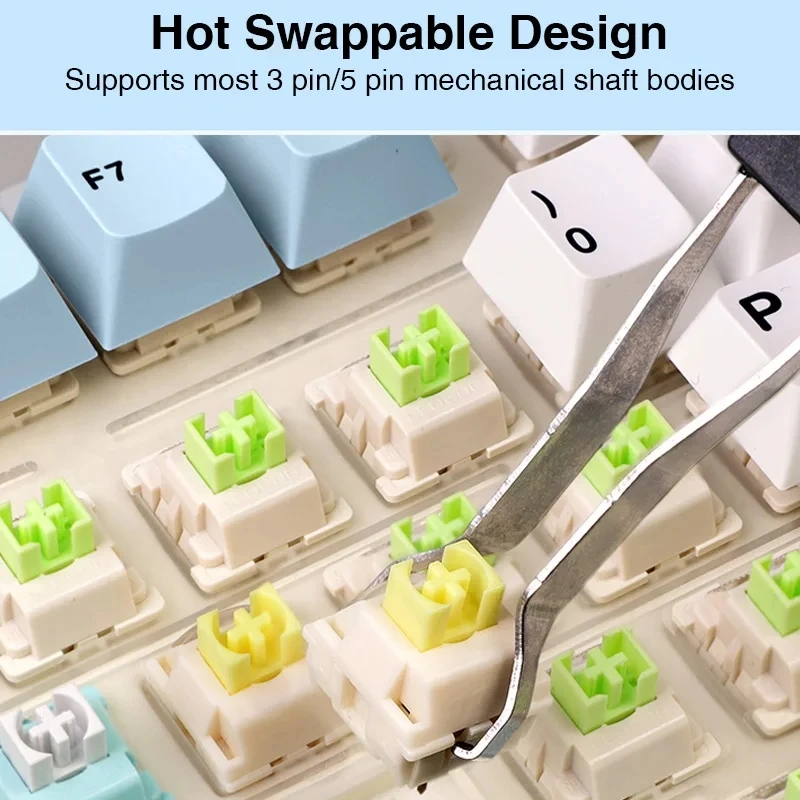 Hot Swappable Design
Supports most 3 pin/5 pin mechanical shaft bodies
F7
)
0
P